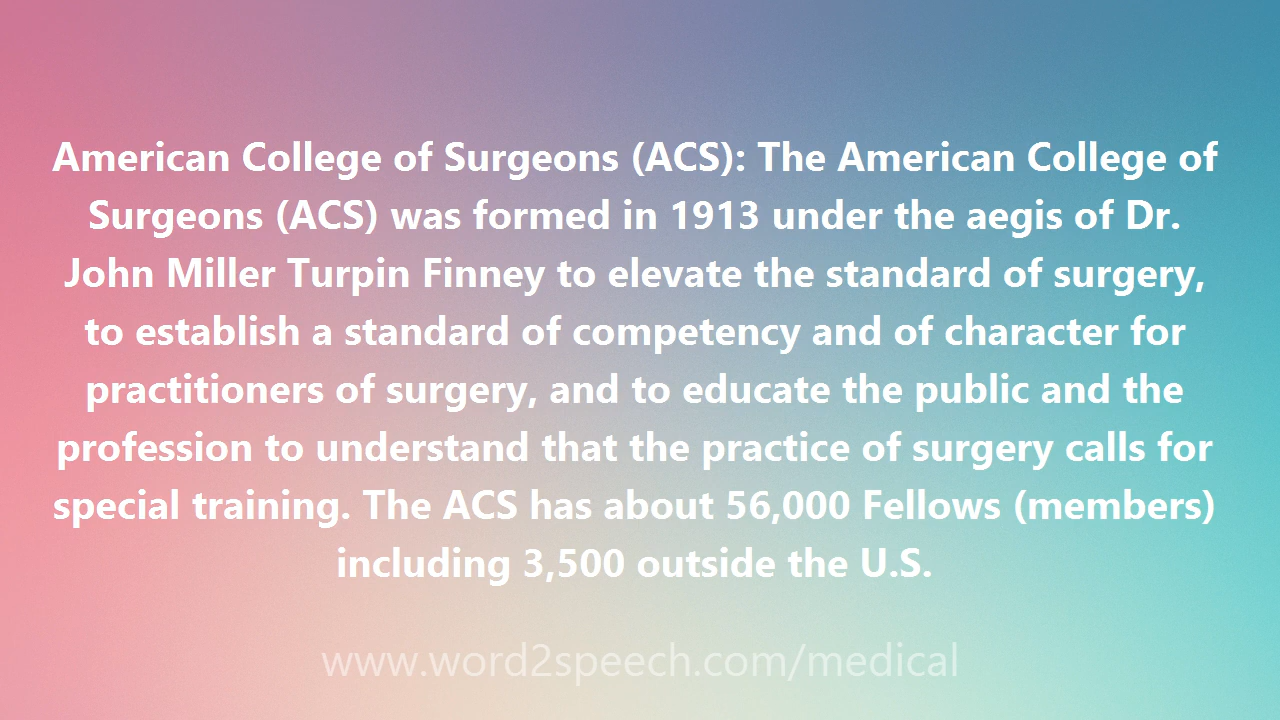 American College of Surgeons (ACS): The American College of
Surgeons (ACS) was formed in 1913 under the aegis of Dr.
John Miller Turpin Finney to elevate the standard of surgery,
to establish a standard of competency and of character for
practitioners of surgery, and to educate the public and the
profession to understand that the practice of surgery calls for
special training. The ACS has about 56,000 Fellows (members)
including 3,500 outside the U.S.
www.word2speech.com/medical